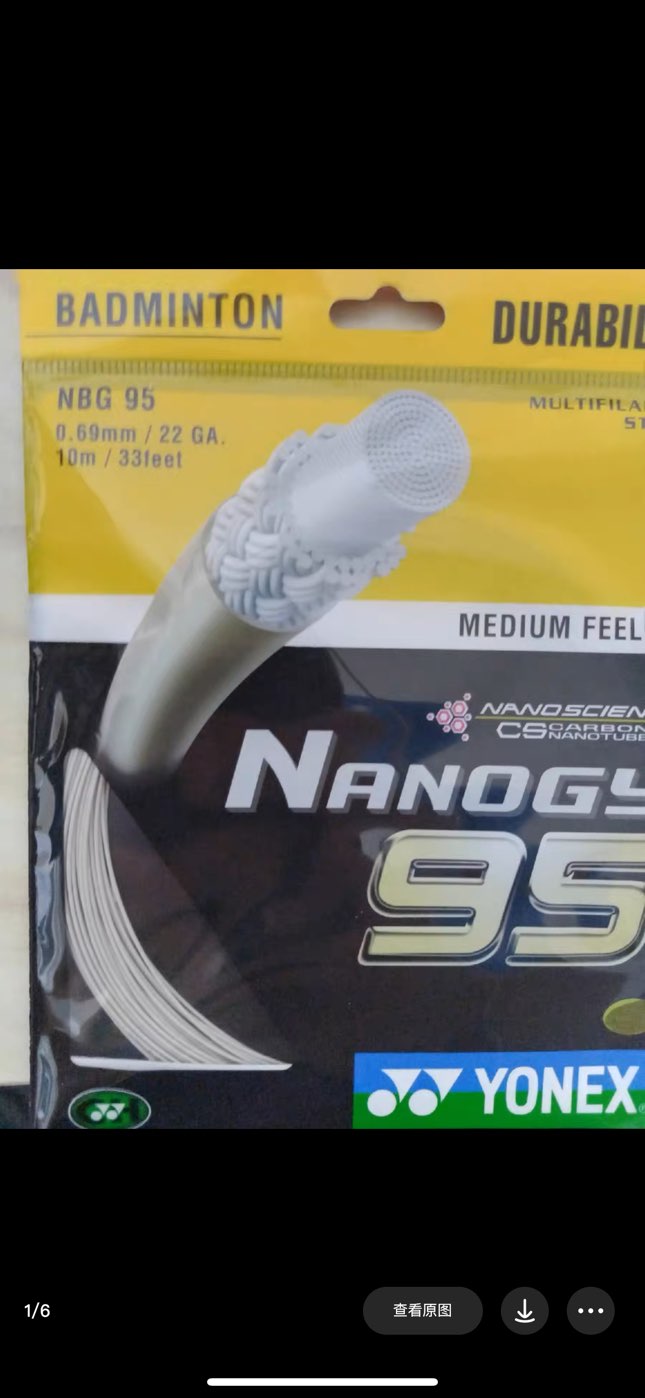 BADMINTON
DURABIL
NBG 95
0.69mm / 22 GA.
10m / 33feet
MULTIFILA
ST
MEDIUM FEEL
NANOSCIEN
CS CARBON
NANOTUBE
NANOGY
95
YONEX
1/6
查看原图